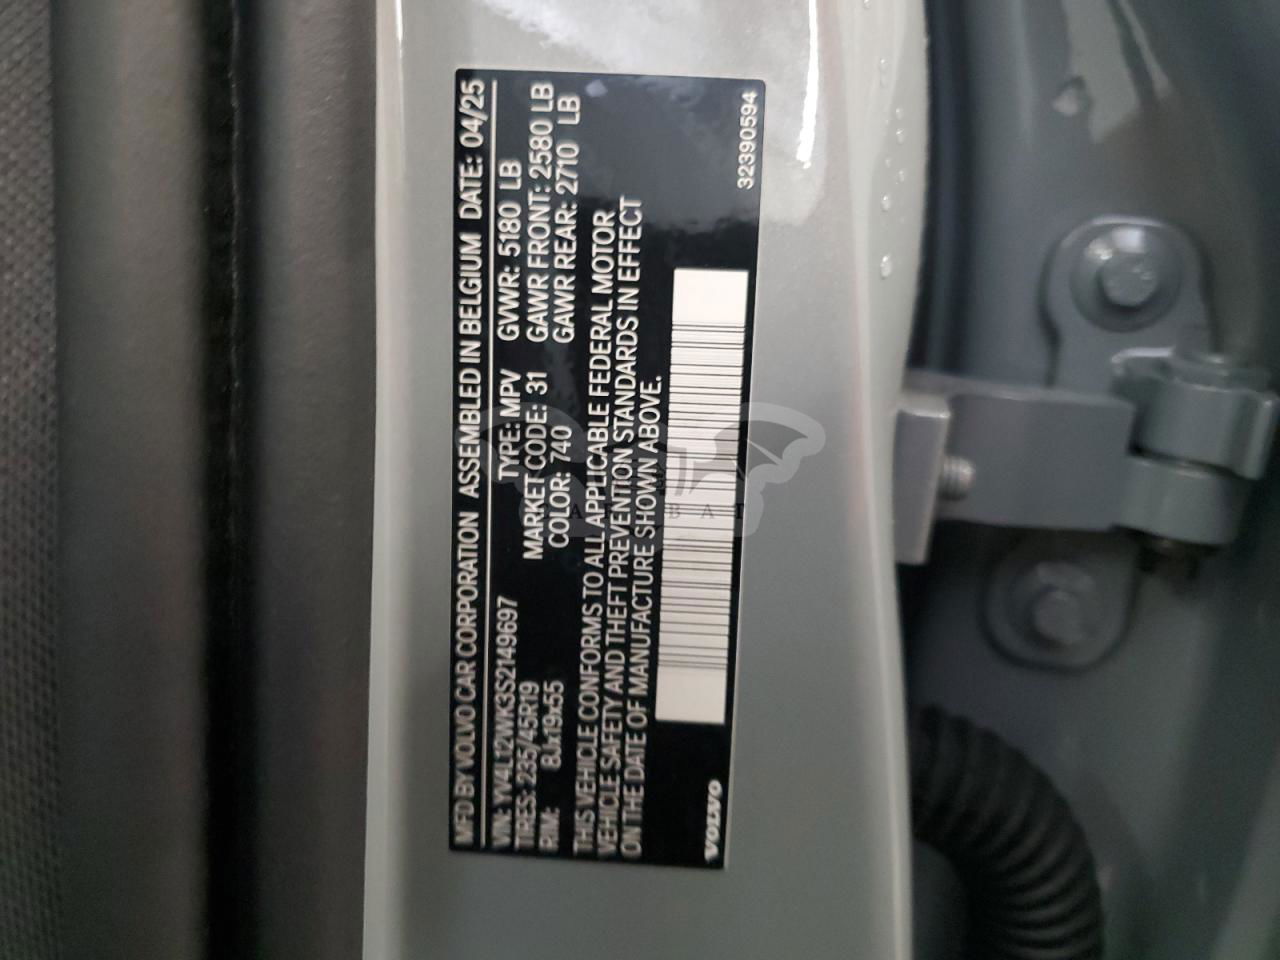 MFD BY VOLVO CAR CORPORATION ASSEMBLED IN BELGIUM DATE: 04/25
VIN: YV4L12WK3S2149697 TYPE: MPV GVWR: 5180 LB
TIRES: 235/45R19 MARKET CODE: 31 GAWR FRONT: 2580 LB
RIM: 8Jx19x55 COLOR: 740 GAWR REAR: 2710 LB
THIS VEHICLE CONFORMS TO ALL APPLICABLE FEDERAL MOTOR
VEHICLE SAFETY AND THEFT PREVENTION STANDARDS IN EFFECT
ON THE DATE OF MANUFACTURE SHOWN ABOVE.
VOLVO 32390594